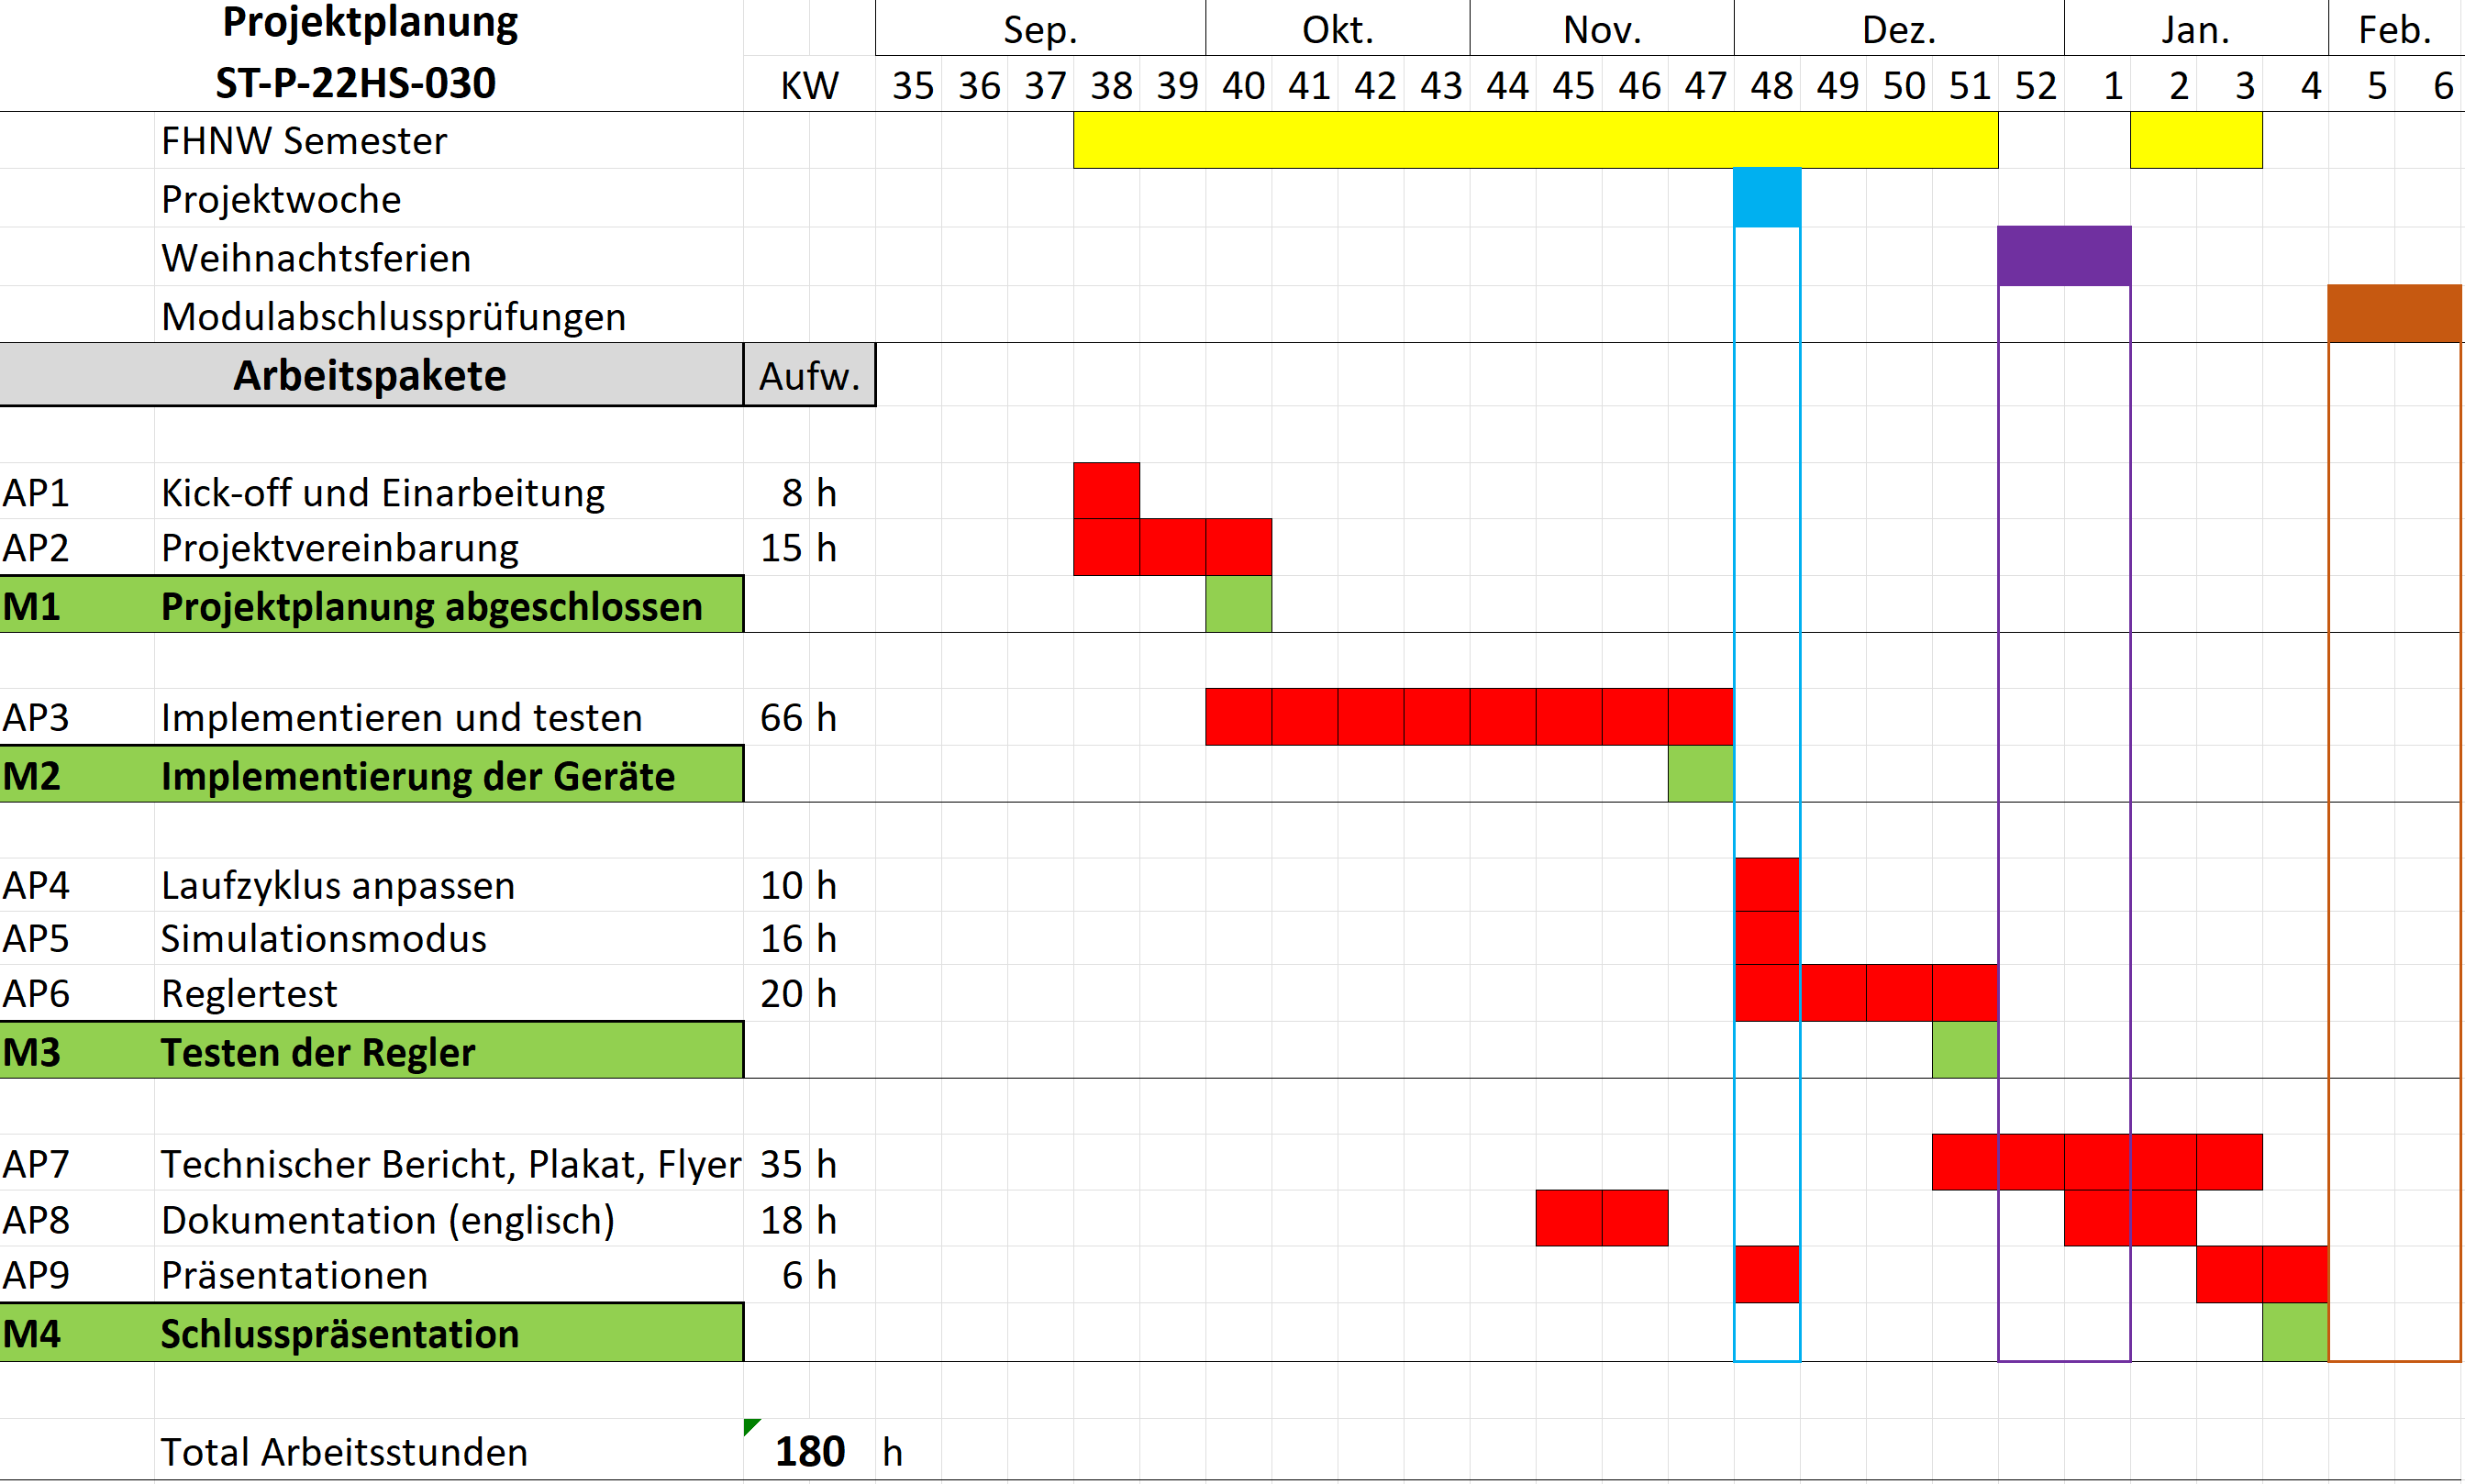 Projektplanung
ST-P-22HS-030
Sep. Okt. Nov. Dez. Jan. Feb.
KW 35 36 37 38 39 40 41 42 43 44 45 46 47 48 49 50 51 52 1 2 3 4 5 6
FHNW Semester
Projektwoche
Weihnachtsferien
Modulabschlussprüfungen
Arbeitspakete Aufw.
AP1 Kick-off und Einarbeitung 8 h
AP2 Projektvereinbarung 15 h
M1 Projektplanung abgeschlossen
AP3 Implementieren und testen 66 h
M2 Implementierung der Geräte
AP4 Laufzyklus anpassen 10 h
AP5 Simulationsmodus 16 h
AP6 Reglertest 20 h
M3 Testen der Regler
AP7 Technischer Bericht, Plakat, Flyer 35 h
AP8 Dokumentation (englisch) 18 h
AP9 Präsentationen 6 h
M4 Schlusspräsentation
Total Arbeitsstunden 180 h